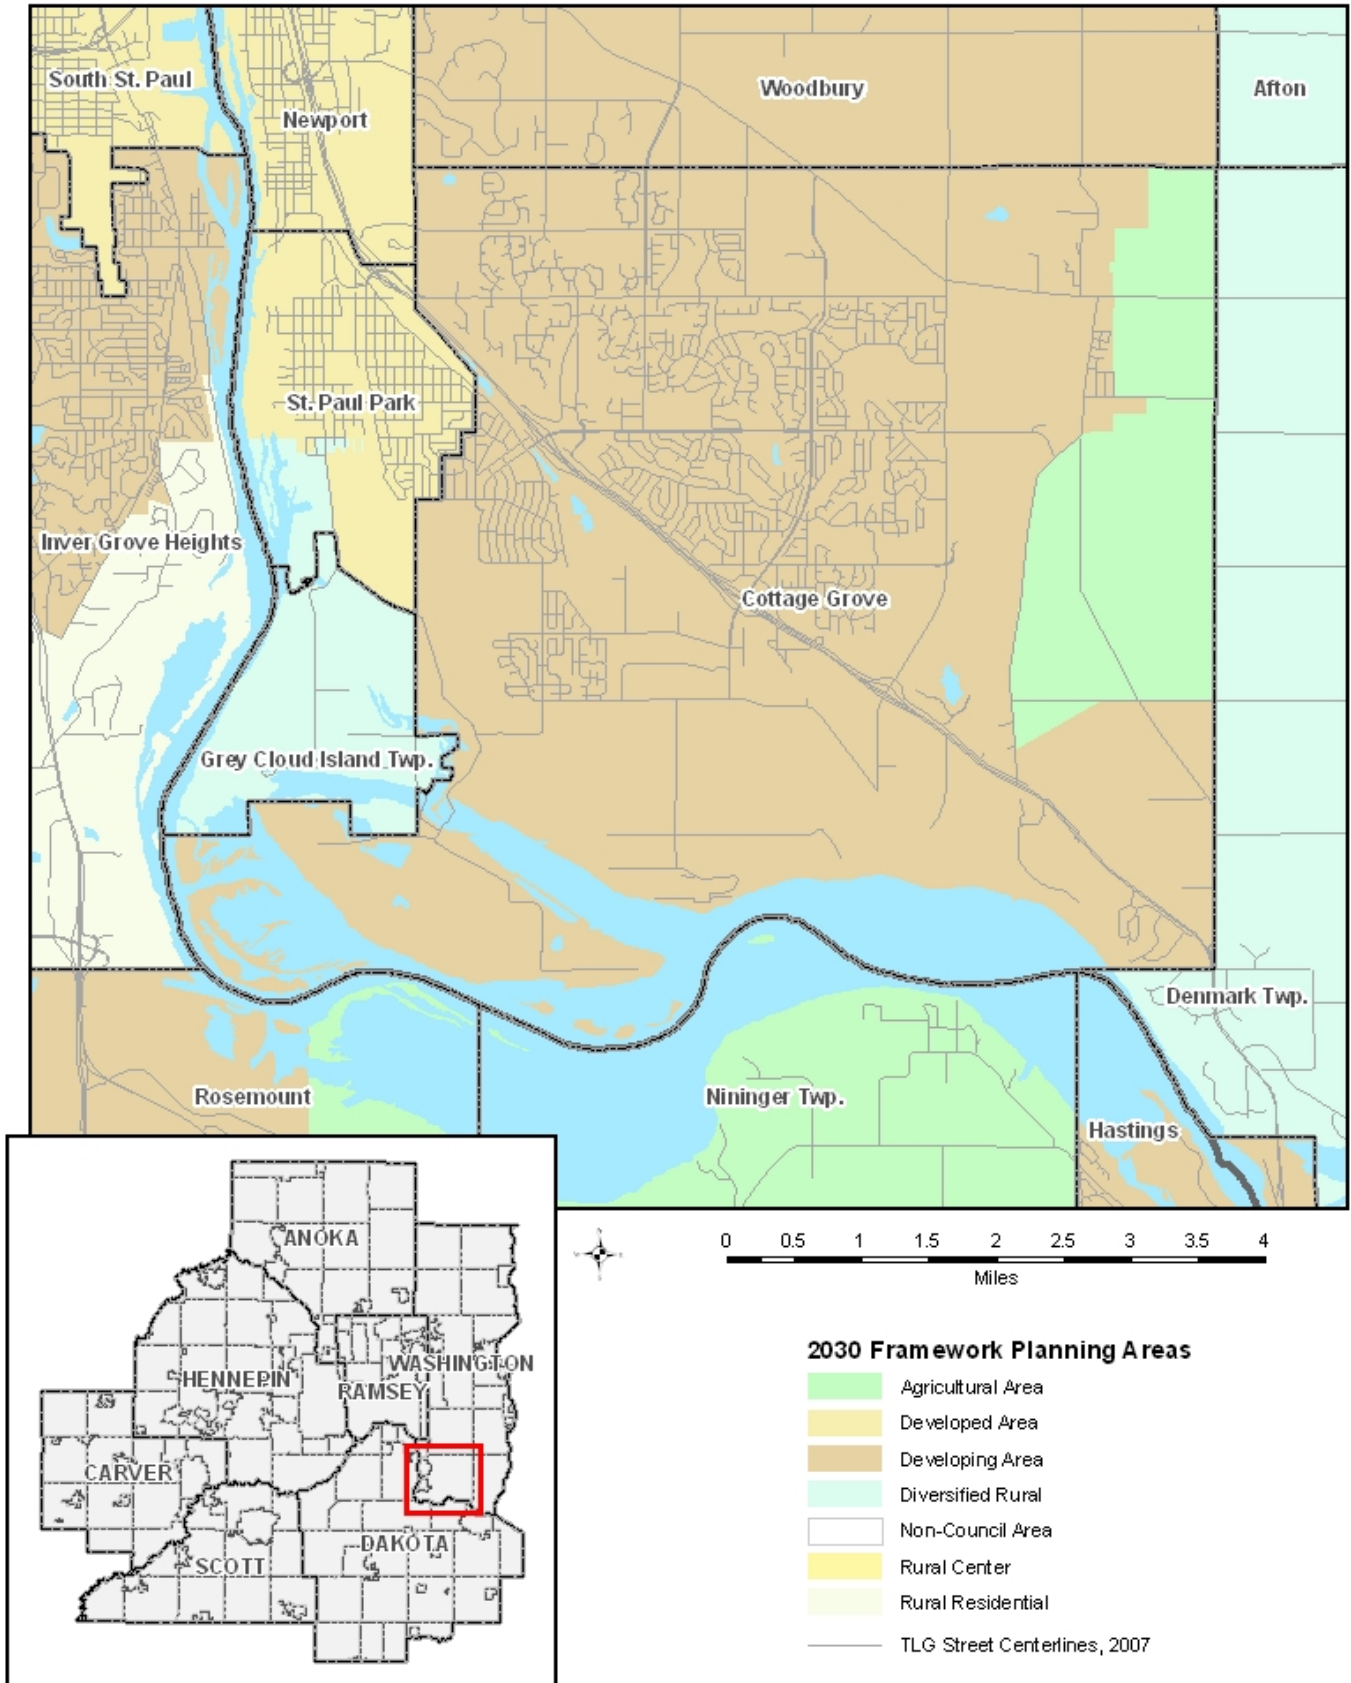 South St. Paul
Newport
Woodbury
Afton
St. Paul Park
Inver Grove Heights
Cottage Grove
Grey Cloud Island Twp.
Denmark Twp.
Rosemount
Nininger Twp.
Hastings
ANOKA
HENNEPIN
WASHINGTON
RAMSEY
CARVER
DAKOTA
SCOTT
0 0.5 1 1.5 2 2.5 3 3.5 4
Miles
2030 Framework Planning Areas
Agricultural Area
Developed Area
Developing Area
Diversified Rural
Non-Council Area
Rural Center
Rural Residential
TLG Street Centerlines, 2007